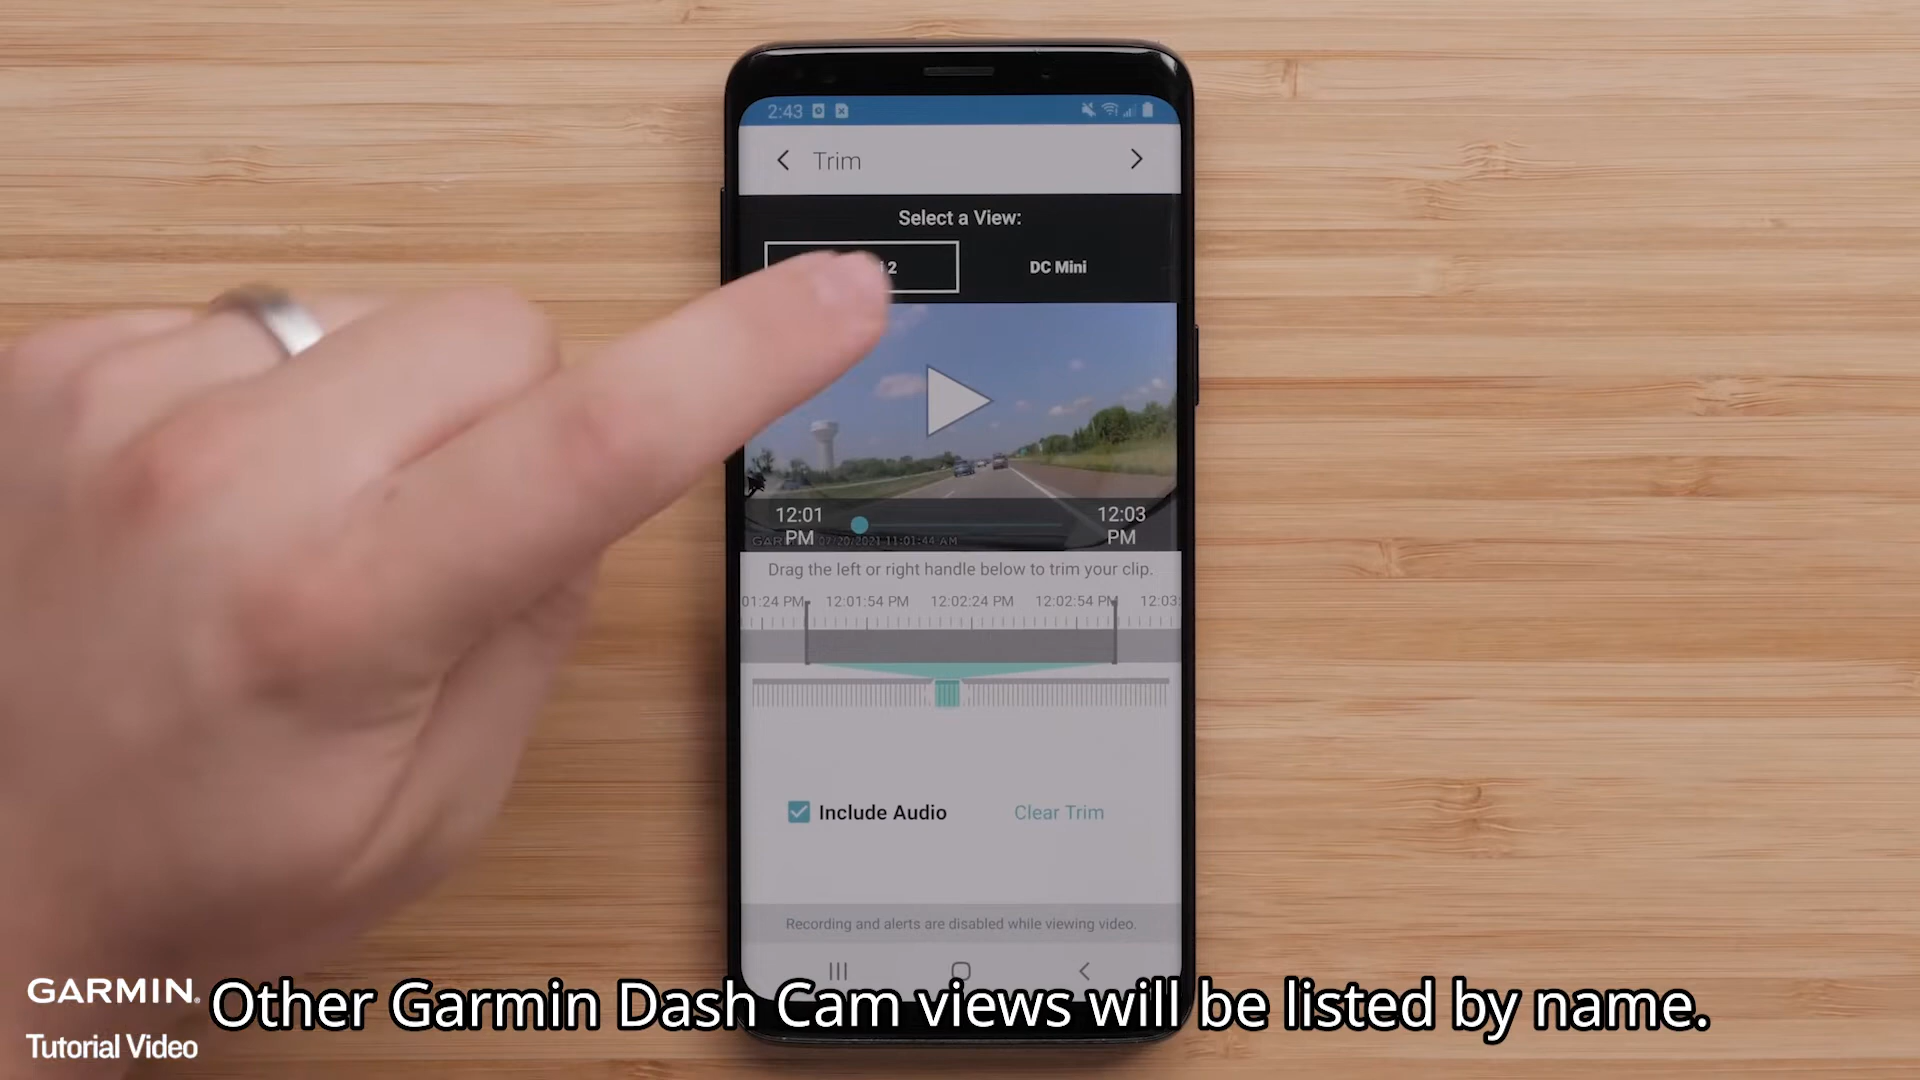 2:43
Trim
Select a View:
2
DC Mini
12:01
PM
12:03
PM
GARMIN 07/20/2021 11:01:44 AM
Drag the left or right handle below to trim your clip.
01:24 PM 12:01:54 PM 12:02:24 PM 12:02:54 PM 12:03:
Include Audio
Clear Trim
Recording and alerts are disabled while viewing video.
GARMIN.
Tutorial Video
Other Garmin Dash Cam views will be listed by name.